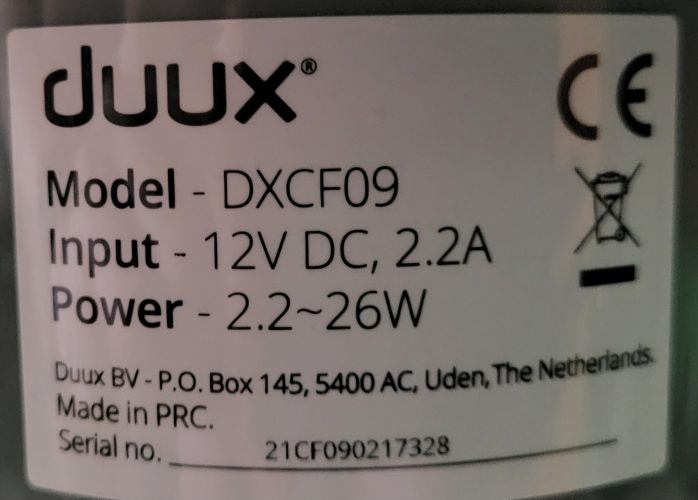 duux®
CE
Model - DXCF09
Input - 12V DC, 2.2A
Power - 2.2~26W
Duux BV - P.O. Box 145, 5400 AC, Uden, The Netherlands.
Made in PRC.
Serial no. 21CF090217328